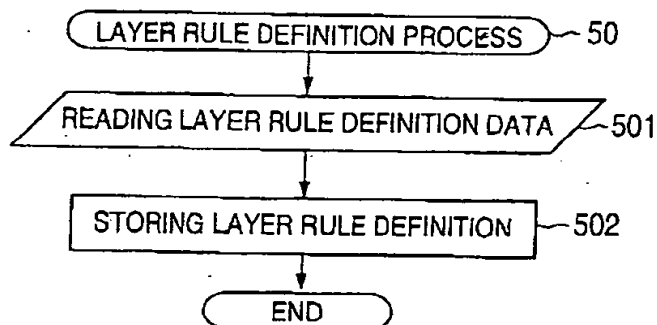 LAYER RULE DEFINITION PROCESS 50
READING LAYER RULE DEFINITION DATA 501
STORING LAYER RULE DEFINITION 502
END